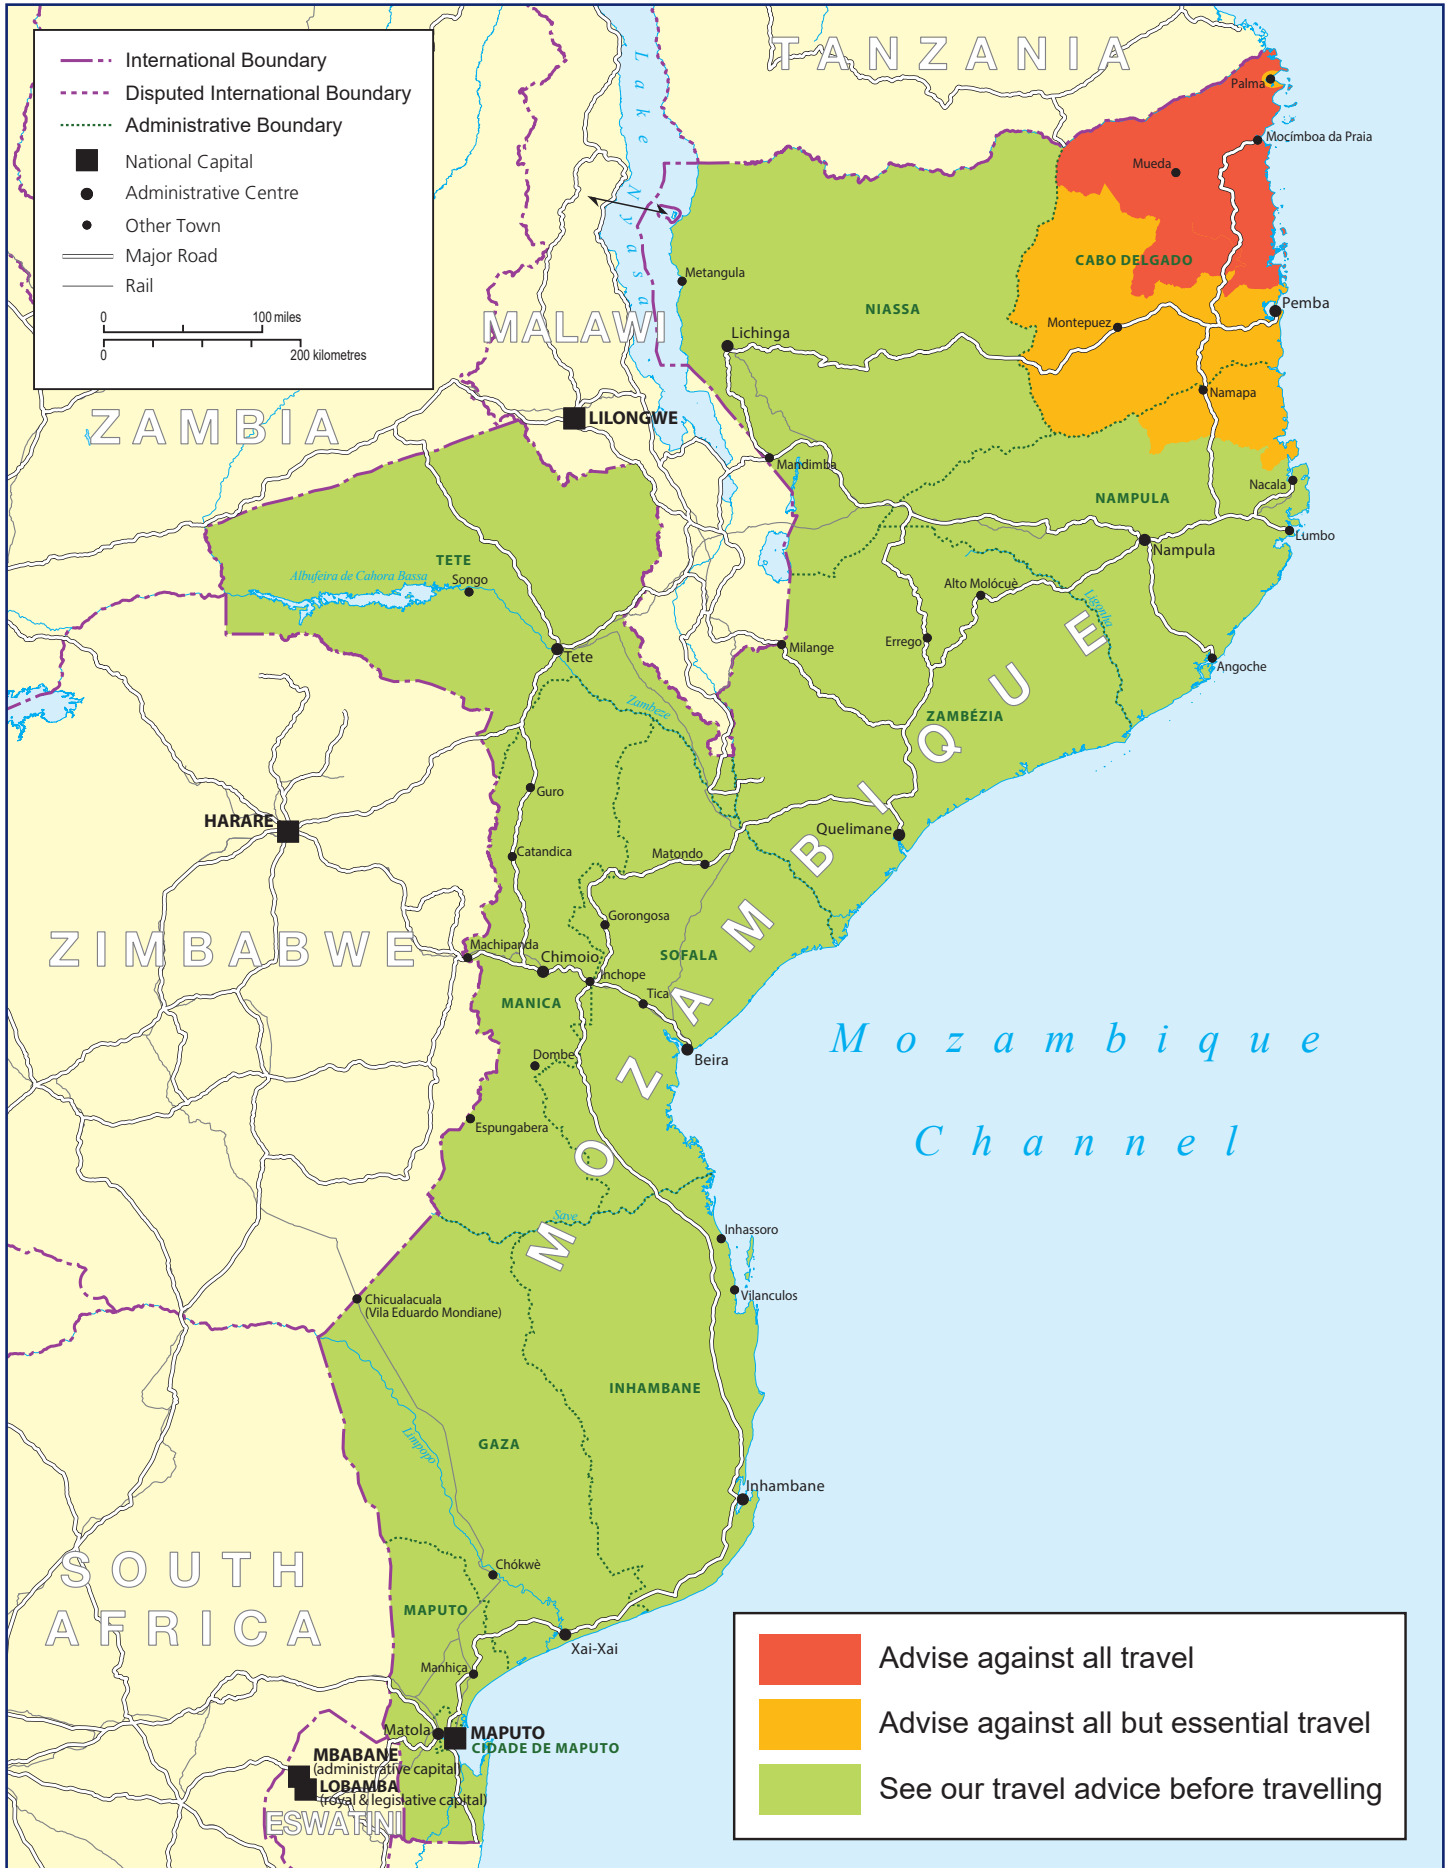 International Boundary
Disputed International Boundary
Administrative Boundary
National Capital
Administrative Centre
Other Town
Major Road
Rail
0 100 miles
0 200 kilometres
TANZANIA
Lake Nyasa
Palma
Moçímboa da Praia
Mueda
CABO DELGADO
Metangula
NIASSA
Pemba
Montepuez
MALAWI
Lichinga
Namapa
ZAMBIA
LILONGWE
Mandimba
Nacala
NAMPULA
Lumbo
Nampula
TETE
Albufeira de Cahora Bassa
Songo
Alto Molócuè
Ligonha
Errego
Milange
Tete
Angoche
Zambeze
ZAMBÉZIA
MOZAMBIQUE
Guro
HARARE
Quelimane
Catandica
Matondo
Gorongosa
ZIMBABWE
Machipanda
Chimoio
SOFALA
Inchope
MANICA
Tica
Mozambique
Channel
Dombe
Beira
Espungabera
Save
Inhassoro
Vilanculos
Chicualacuala
(Vila Eduardo Mondiane)
INHAMBANE
GAZA
Limpopo
Inhambane
SOUTH
AFRICA
Chókwè
MAPUTO
Xai-Xai
Manhiça
Matola
MAPUTO
CIDADE DE MAPUTO
MBABANE
(administrative capital)
LOBAMBA
(royal & legislative capital)
ESWATINI
Advise against all travel
Advise against all but essential travel
See our travel advice before travelling